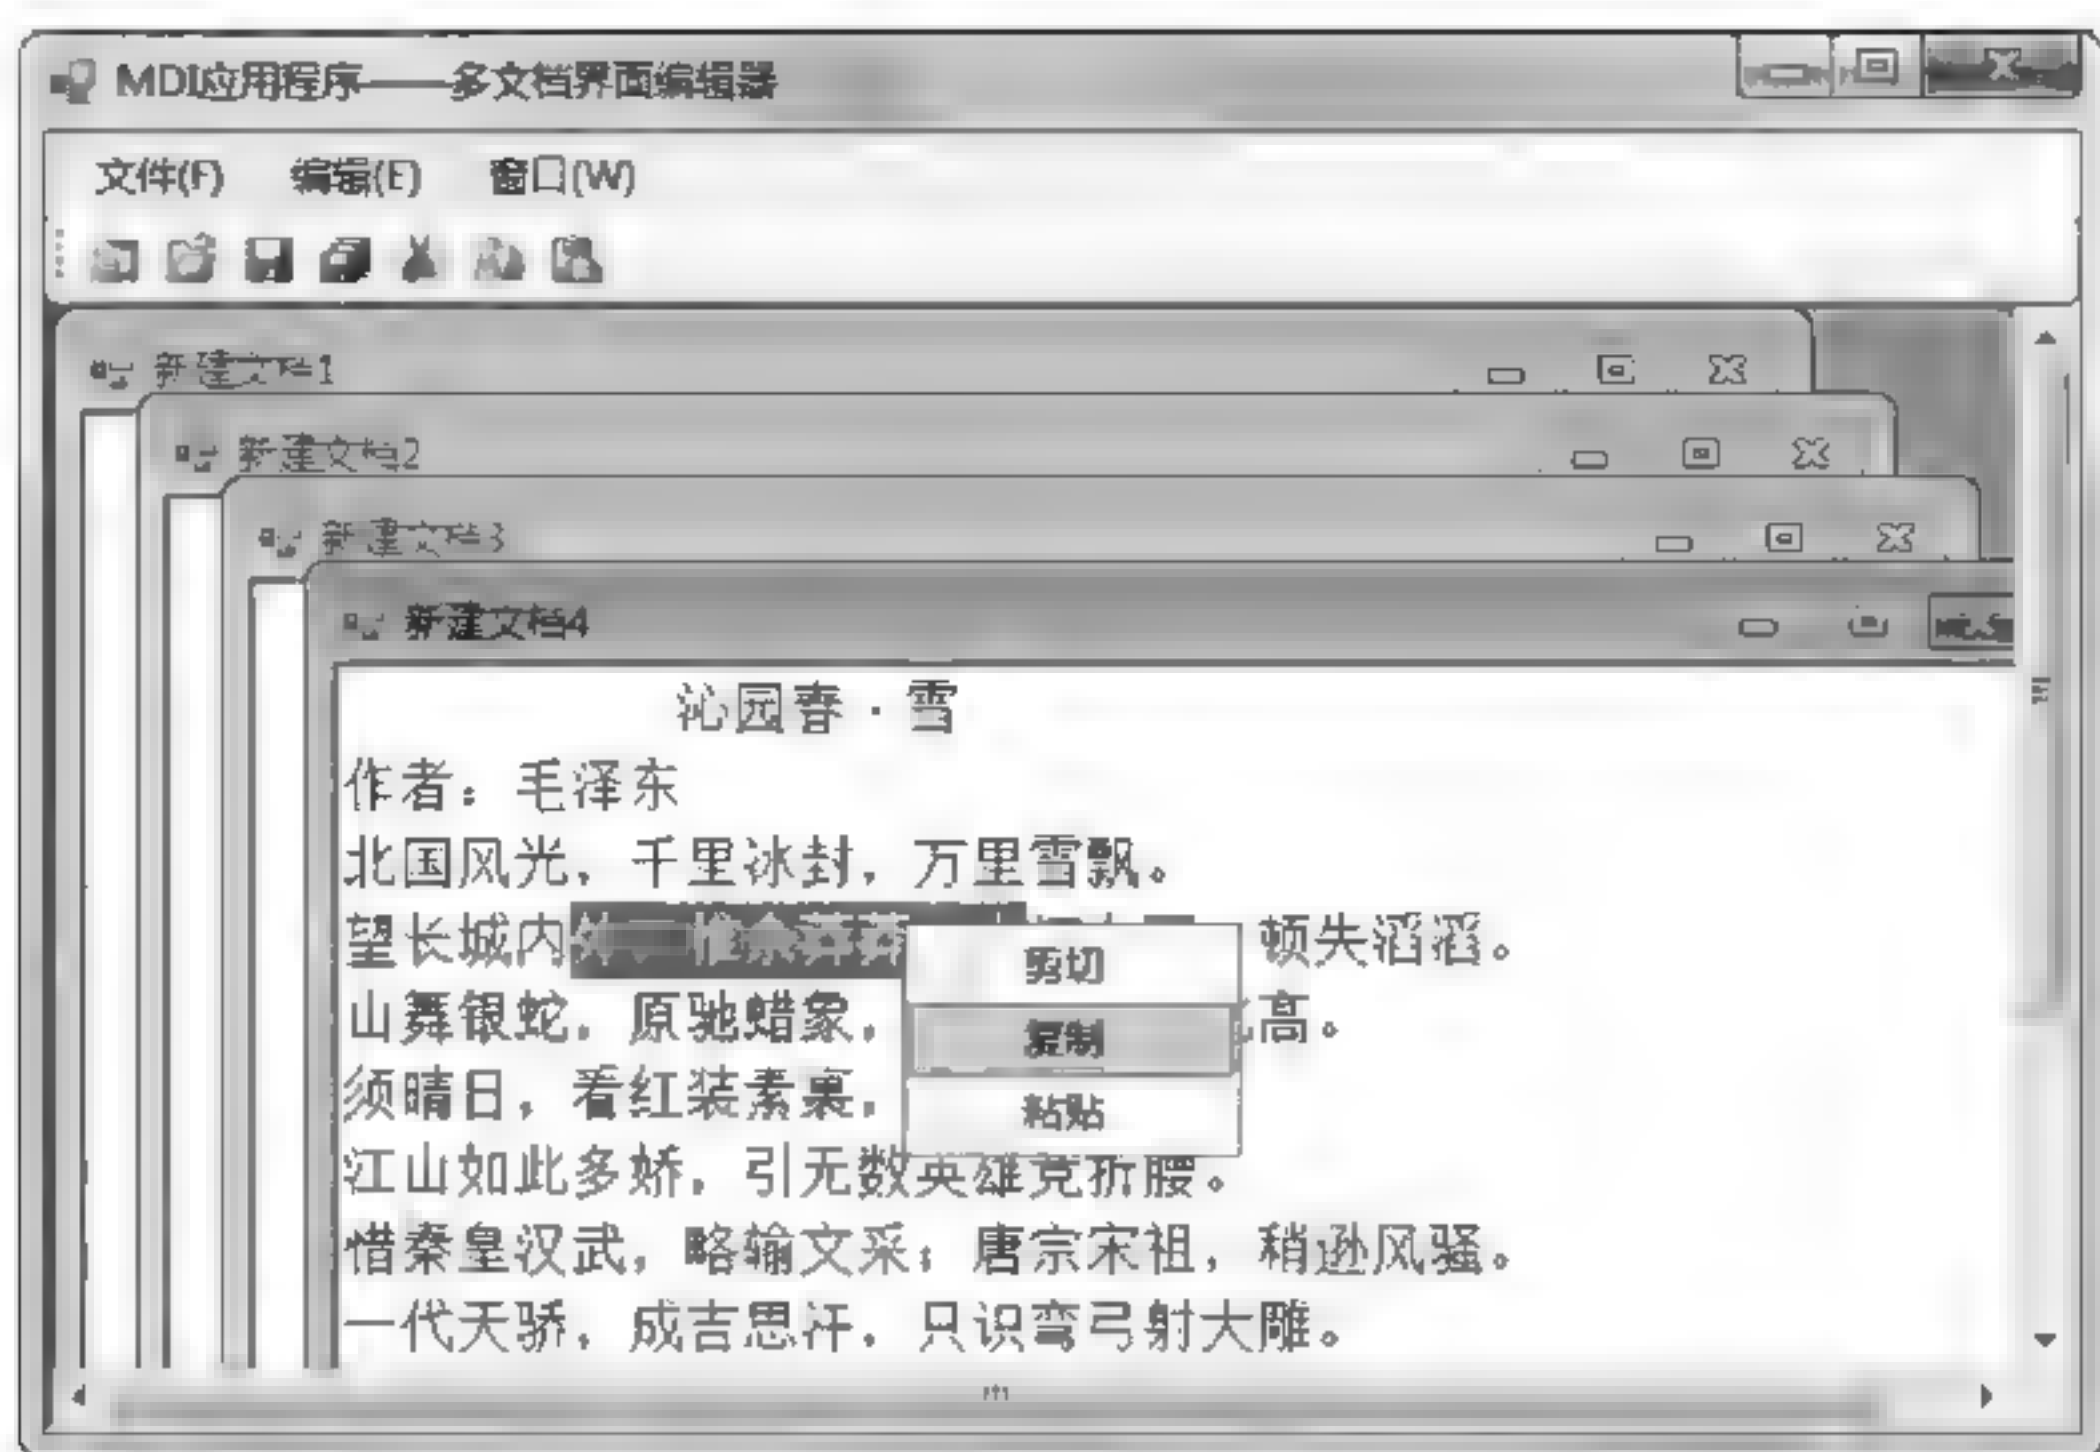 MDI应用程序——多文档界面编辑器
文件(F) 编辑(E) 窗口(W)
新建文档1
新建文档2
新建文档3
新建文档4
沁园春·雪
作者：毛泽东
北国风光，千里冰封，万里雪飘。
望长城内外，惟余莽莽 顿失滔滔。
山舞银蛇，原驰蜡象， 高。
须晴日，看红装素裹，
江山如此多娇，引无数英雄竞折腰。
惜秦皇汉武，略输文采；唐宗宋祖，稍逊风骚。
一代天骄，成吉思汗，只识弯弓射大雕。
剪切
复制
粘贴